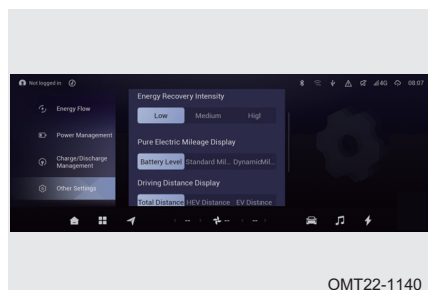 Not logged in 4G 08:07
Energy Recovery Intensity
Energy Flow
Low Medium Higf
Power Management
Pure Electric Mileage Display
Charge/Discharge
Management
Battery Level Standard Mil... DynamicMil...
Other Settings
Driving Distance Display
Total Distance HEV Distance EV Distance
-- --
OMT22-1140